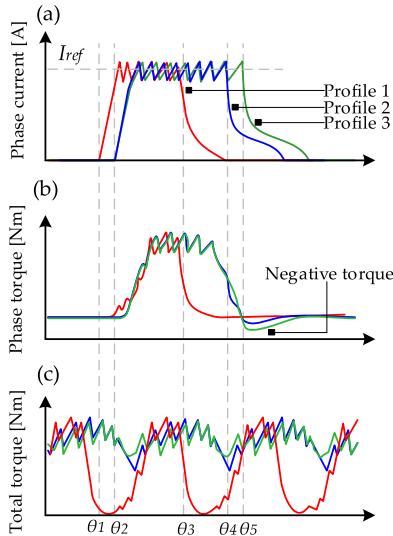 (a)
Phase current [A]
Iref
Profile 1
Profile 2
Profile 3
(b)
Phase torque [Nm]
Negative torque
(c)
Total torque [Nm]
θ1 θ2 θ3 θ4 θ5